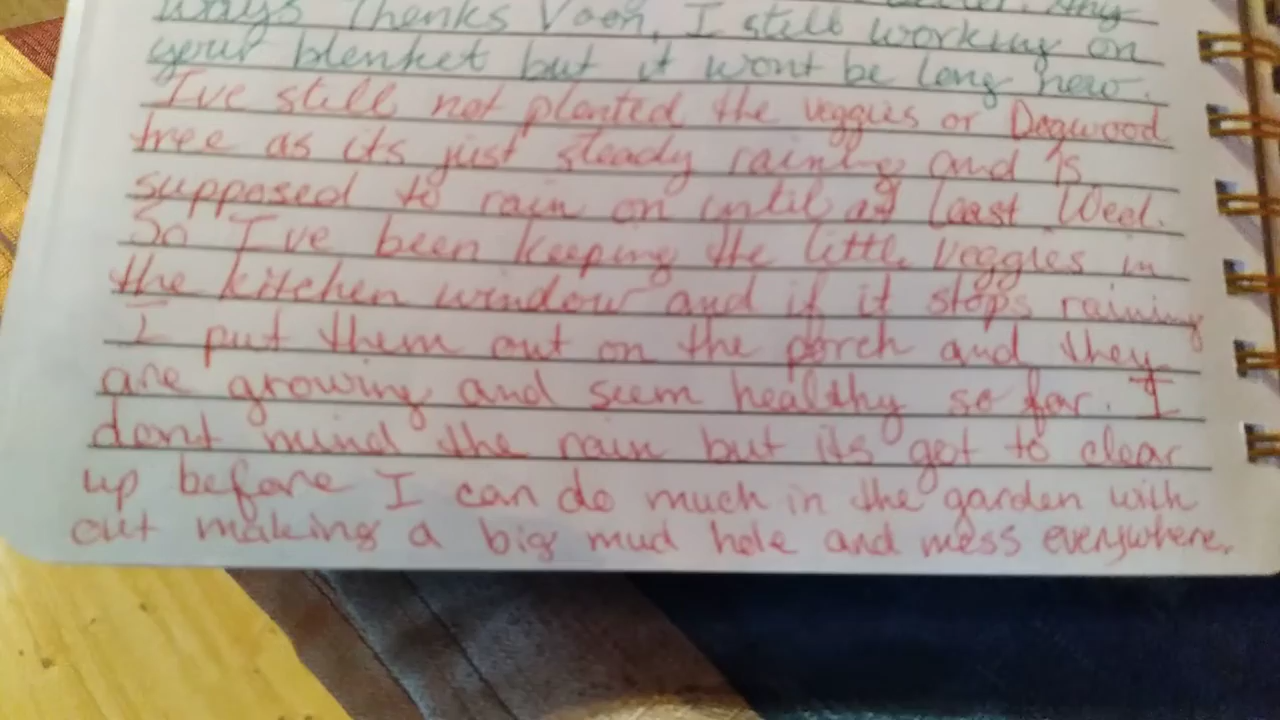 Any
ways Thanks Vaen, I still working on
your blenket but it wont be long now.
I've still not planted the veggies or Dogwood
tree as its just steady raining and is
supposed to rain on until at least Wed.
So I've been keeping the little veggies in
the kitchen window and if it stops raining
I put them out on the porch and they
are growing and seem healthy so far. I
dont mind the rain but its got to clear
up before I can do much in the garden with
out making a big mud hole and mess everywhere.